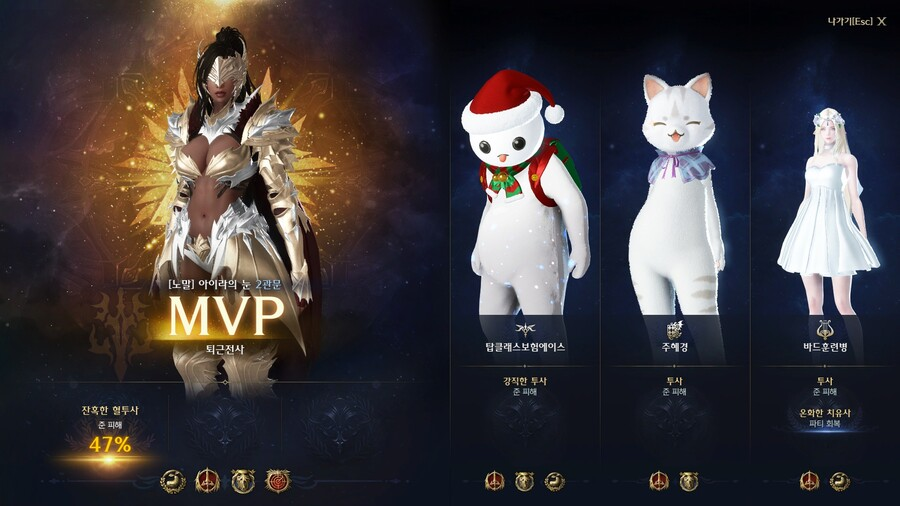 나가기[Esc] X
[노말] 아이라의 눈 2관문
MVP
퇴근전사
잔혹한 혈투사
준 피해
47%
탑클래스보험에이스
강직한 투사
준 피해
주혜경
투사
준 피해
바드훈련병
투사
온화한 치유사
파티 회복